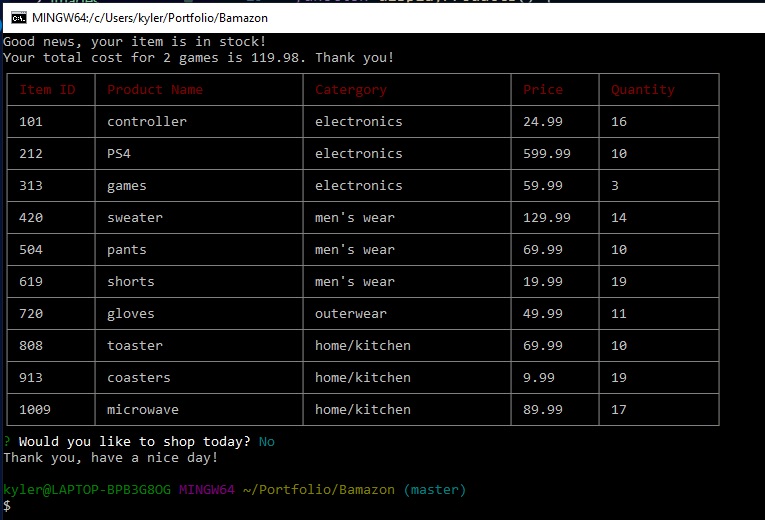 MINGW64:/c/Users/kyler/Portfolio/Bamazon
Good news, your item is in stock!
Your total cost for 2 games is 119.98. Thank you!
Item ID Product Name Catergory Price Quantity
101 controller electronics 24.99 16
212 PS4 electronics 599.99 10
313 games electronics 59.99 3
420 sweater men's wear 129.99 14
504 pants men's wear 69.99 10
619 shorts men's wear 19.99 19
720 gloves outerwear 49.99 11
808 toaster home/kitchen 69.99 10
913 coasters home/kitchen 9.99 19
1009 microwave home/kitchen 89.99 17
? Would you like to shop today? No
Thank you, have a nice day!
kyler@LAPTOP-BPB3G8OG MINGW64 ~/Portfolio/Bamazon (master)
$